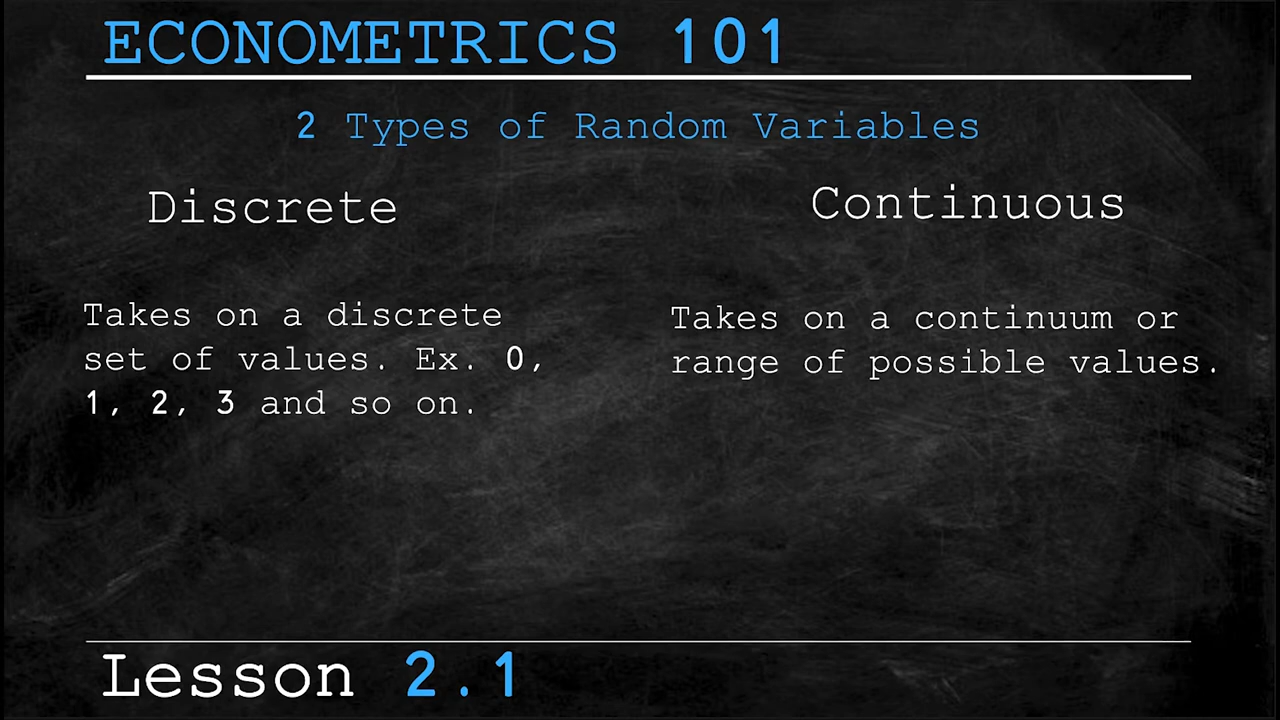 ECONOMETRICS 101
2 Types of Random Variables
Discrete
Takes on a discrete
set of values. Ex. 0,
1, 2, 3 and so on.
Continuous
Takes on a continuum or
range of possible values.
Lesson 2.1